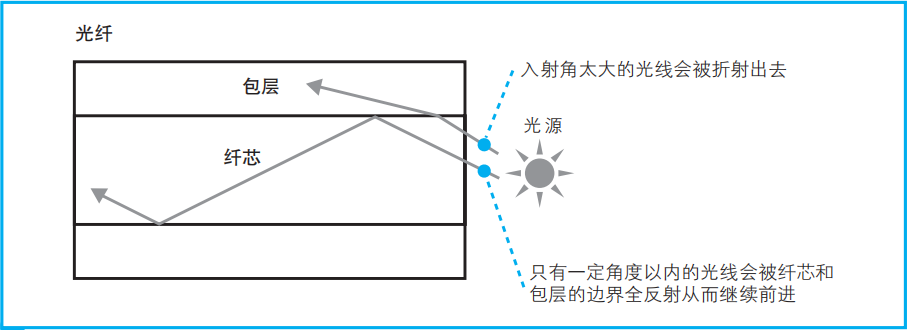 光纤
包层
入射角太大的光线会被折射出去
光源
纤芯
只有一定角度以内的光线会被纤芯和
包层的边界全反射从而继续前进